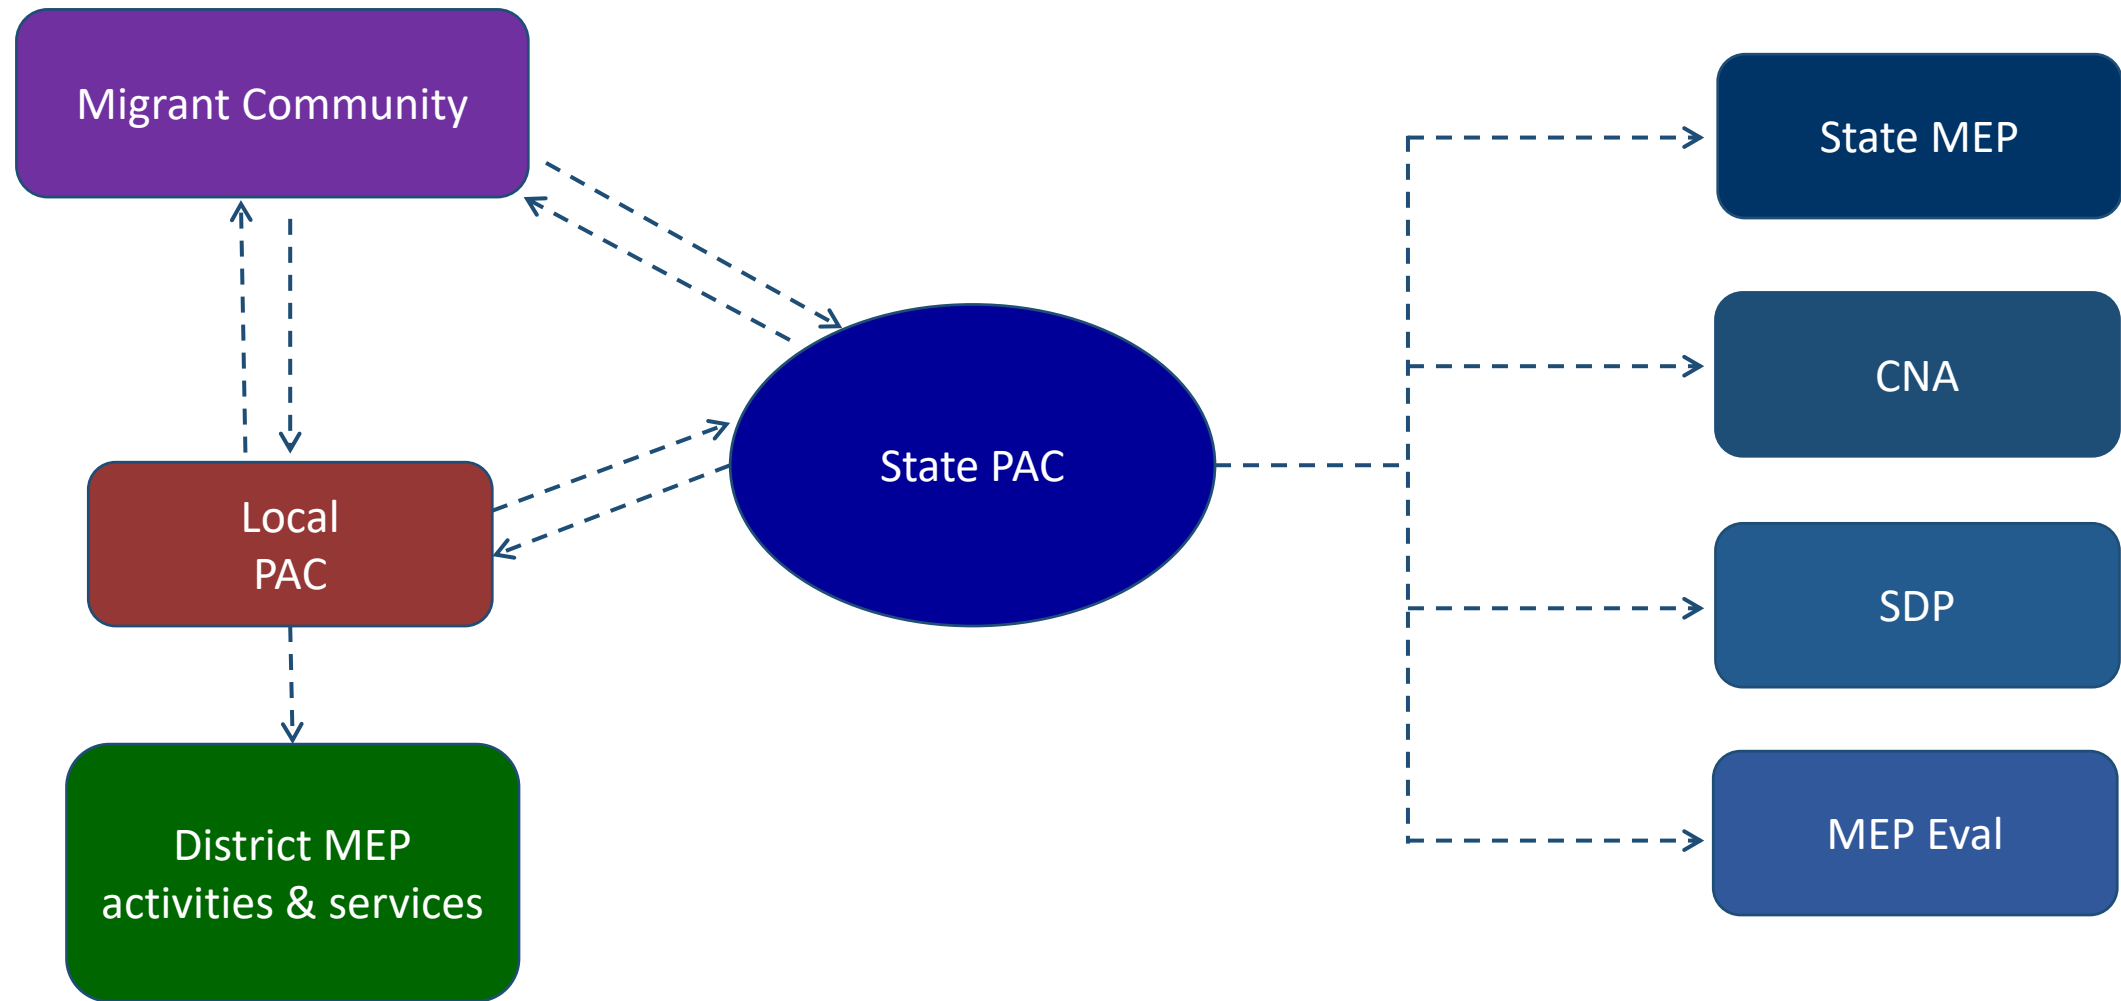 Migrant Community
Local
PAC
District MEP
activities & services
State PAC
State MEP
CNA
SDP
MEP Eval